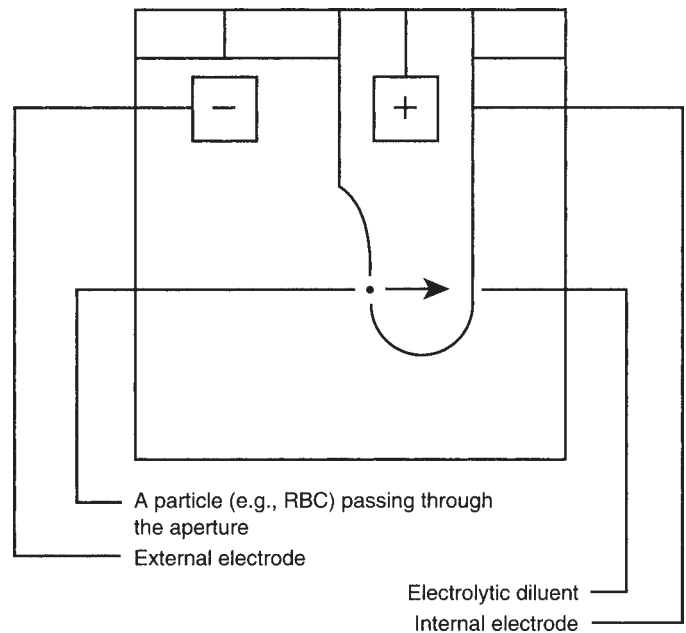 −
+
A particle (e.g., RBC) passing through
the aperture
External electrode
Electrolytic diluent
Internal electrode